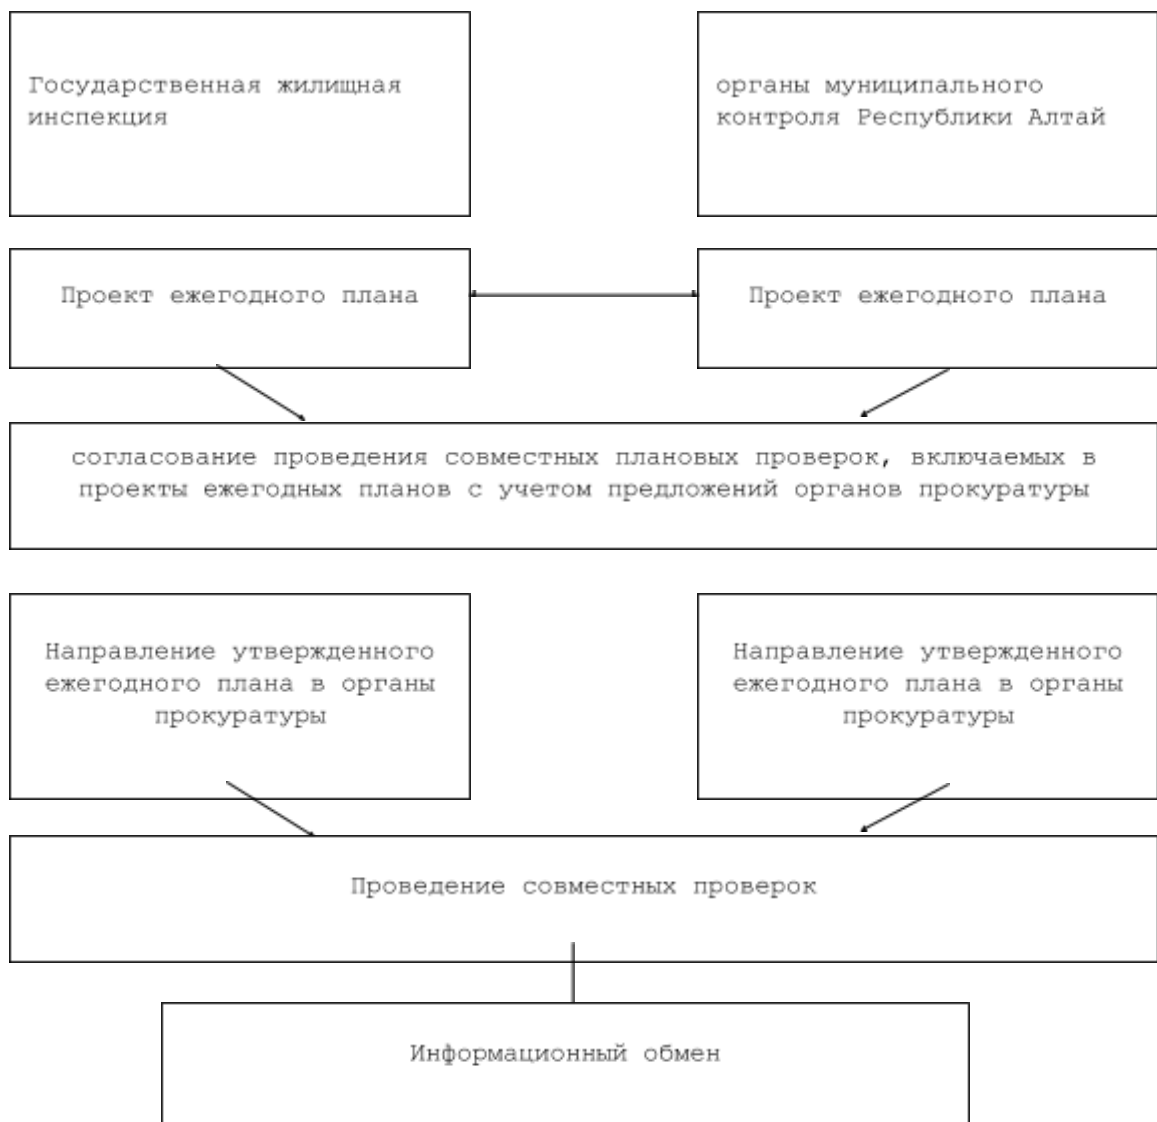 Государственная жилищная
инспекция
органы муниципального
контроля Республики Алтай
Проект ежегодного плана
Проект ежегодного плана
согласование проведения совместных плановых проверок, включаемых в
проекты ежегодных планов с учетом предложений органов прокуратуры
Направление утвержденного
ежегодного плана в органы
прокуратуры
Направление утвержденного
ежегодного плана в органы
прокуратуры
Проведение совместных проверок
Информационный обмен